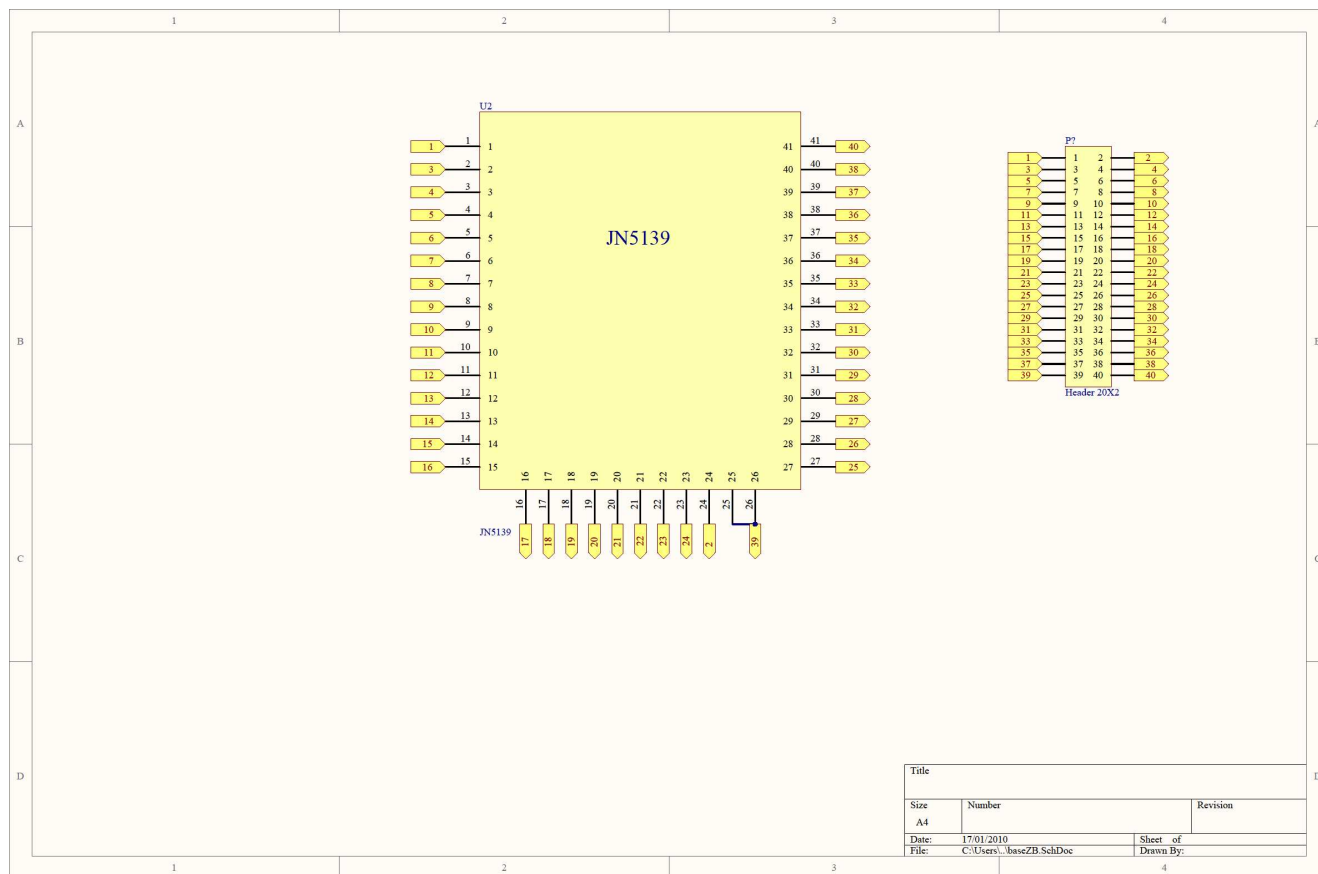 1 2 3 4
A A
U2
P?
JN5139
1 1 1 41 41 40
3 2 2 40 40 38
4 3 3 39 39 37
5 4 4 38 38 36
6 5 5 37 37 35
7 6 6 36 36 34
8 7 7 35 35 33
9 8 8 34 34 32
10 9 9 33 33 31
11 10 10 32 32 30
12 11 11 31 31 29
13 12 12 30 30 28
14 13 13 29 29 27
15 14 14 28 28 26
16 15 15 27 27 25
16 17 18 19 20 21 22 23 24 25 26
16 17 18 19 20 21 22 23 24 25 26
JN5139
17 18 19 20 21 22 23 24 2 39
1 1 2 2
3 3 4 4
5 5 6 6
7 7 8 8
9 9 10 10
11 11 12 12
13 13 14 14
15 15 16 16
17 17 18 18
19 19 20 20
21 21 22 22
23 23 24 24
25 25 26 26
27 27 28 28
29 29 30 30
31 31 32 32
33 33 34 34
35 35 36 36
37 37 38 38
39 39 40 40
Header 20X2
B B
C C
D D
Title
Size Number Revision
A4
Date: 17/01/2010 Sheet of
File: C:\Users\..\baseZB.SchDoc Drawn By:
1 2 3 4